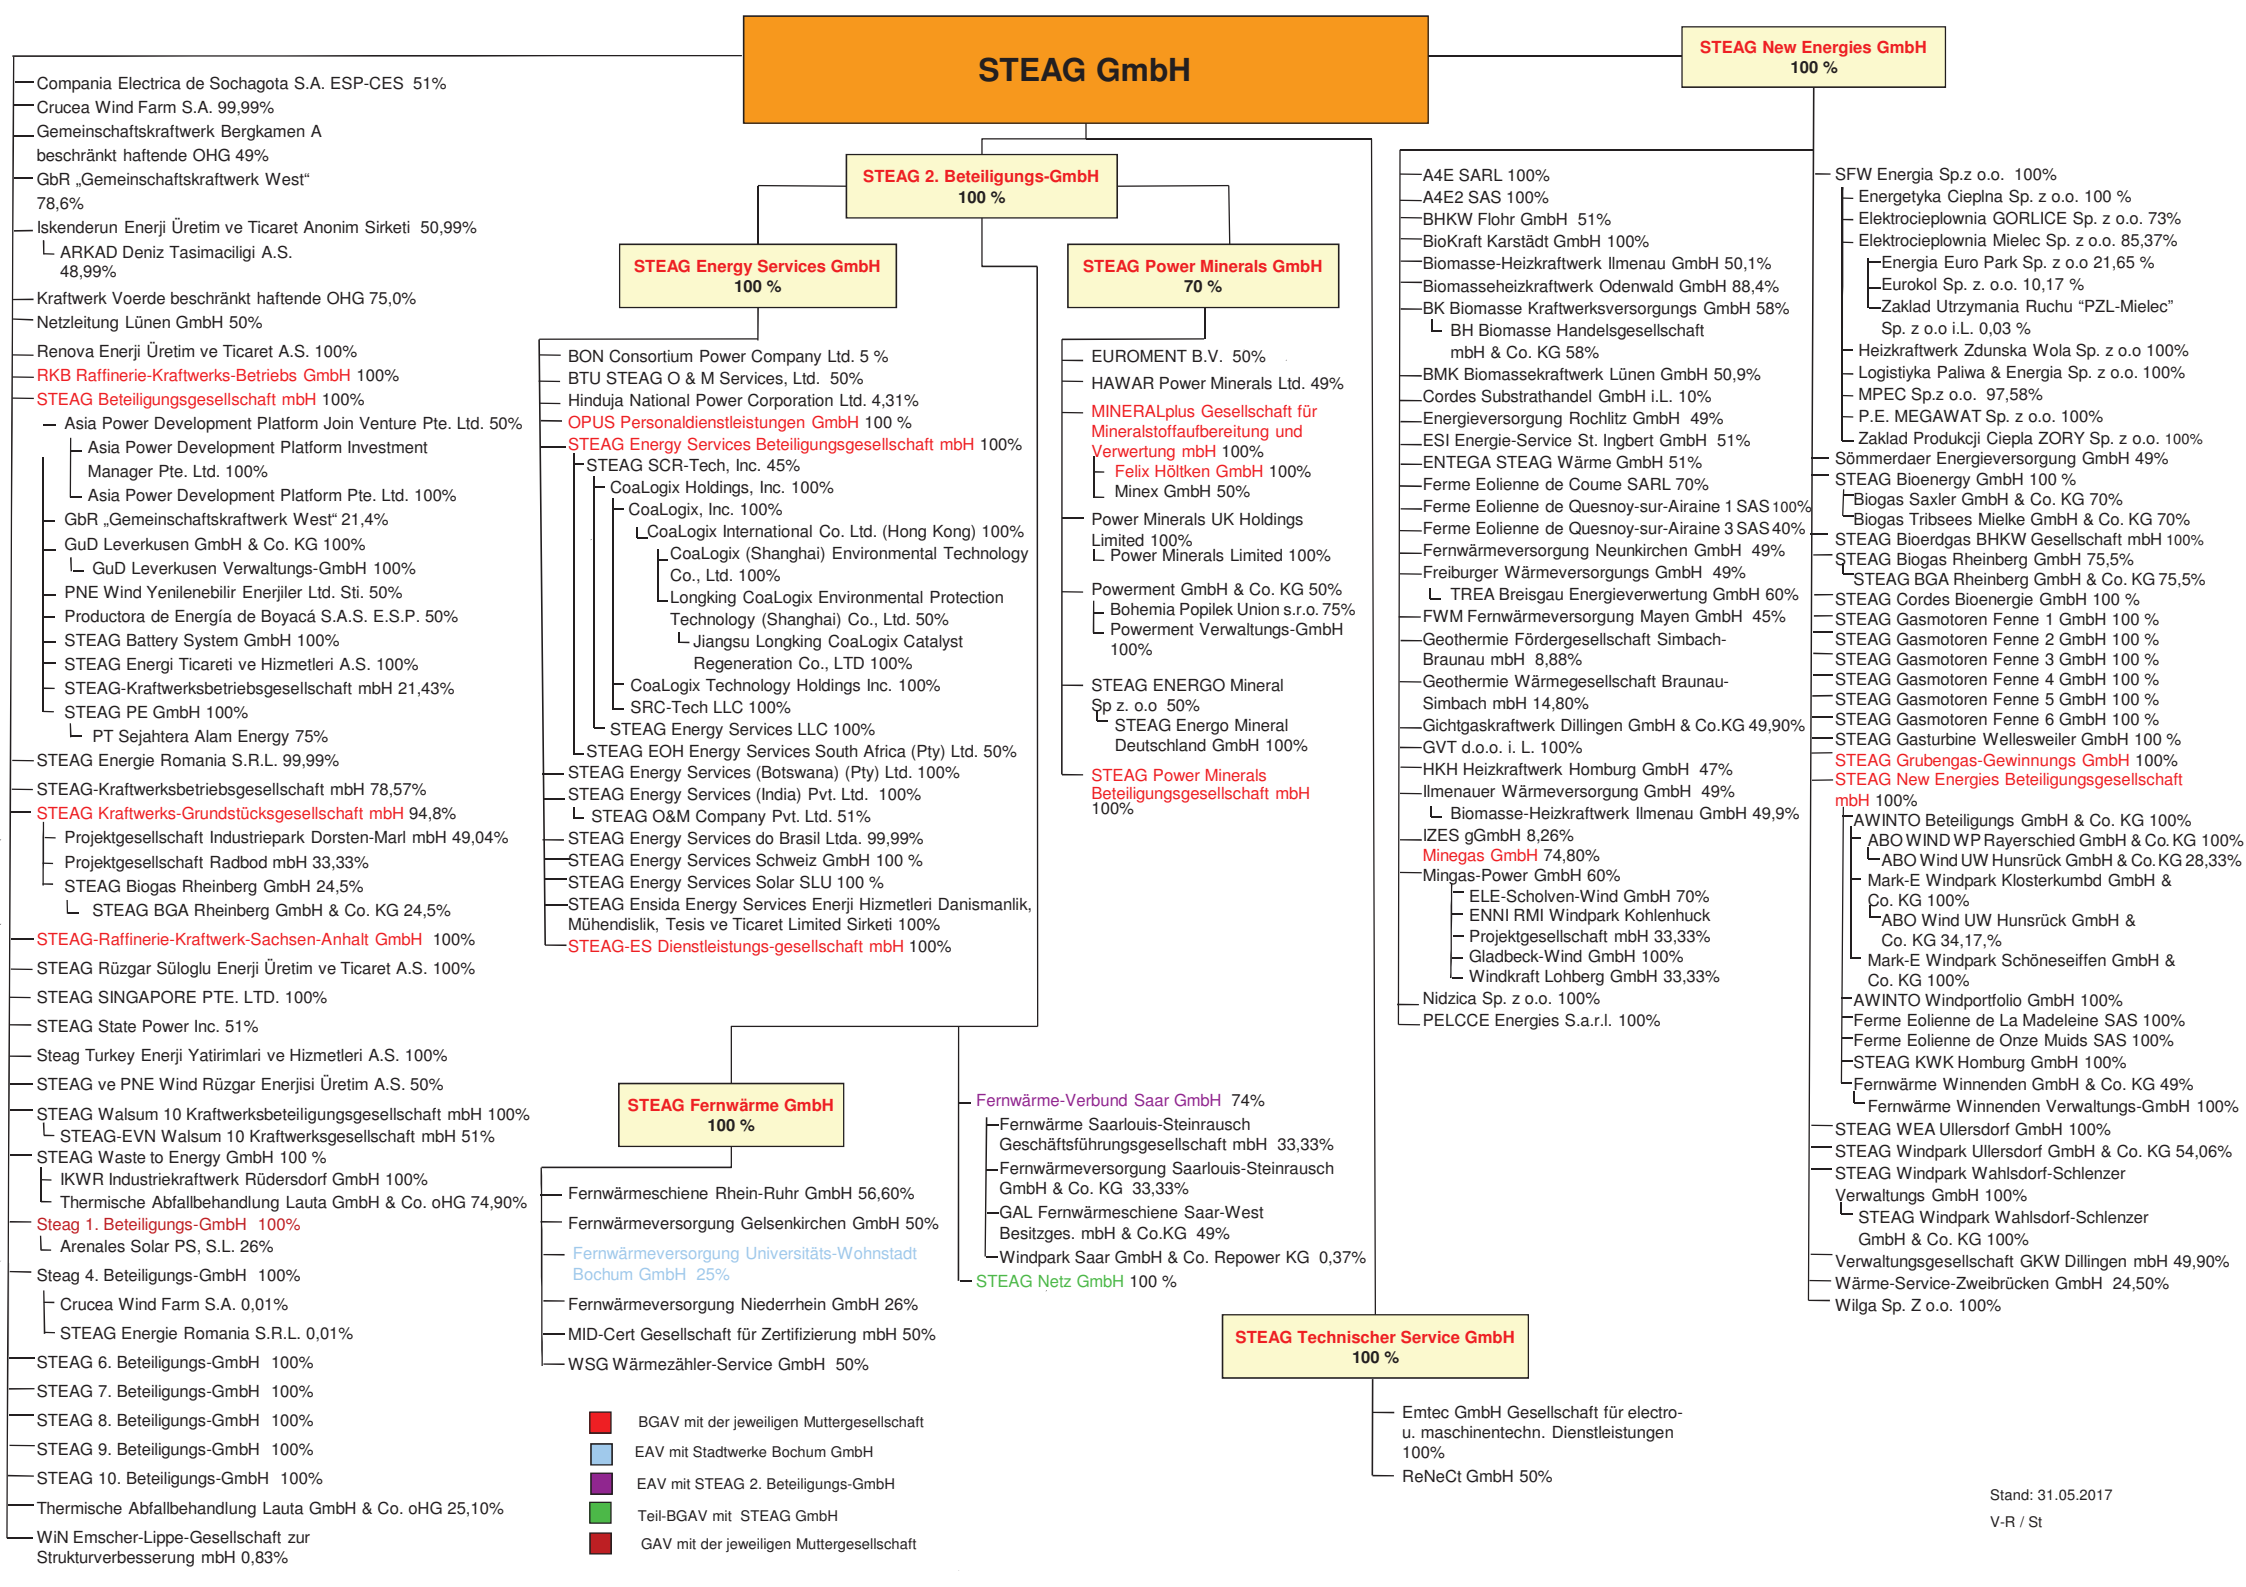 STEAG GmbH
STEAG New Energies GmbH
100 %
Compania Electrica de Sochagota S.A. ESP-CES 51%
Crucea Wind Farm S.A. 99,99%
Gemeinschaftskraftwerk Bergkamen A
beschränkt haftende OHG 49%
GbR „Gemeinschaftskraftwerk West“
78,6%
Iskenderun Enerji Üretim ve Ticaret Anonim Sirketi 50,99%
ARKAD Deniz Tasimaciligi A.S.
48,99%
Kraftwerk Voerde beschränkt haftende OHG 75,0%
Netzleitung Lünen GmbH 50%
Renova Enerji Üretim ve Ticaret A.S. 100%
RKB Raffinerie-Kraftwerks-Betriebs GmbH 100%
STEAG Beteiligungsgesellschaft mbH 100%
Asia Power Development Platform Join Venture Pte. Ltd. 50%
Asia Power Development Platform Investment
Manager Pte. Ltd. 100%
Asia Power Development Platform Pte. Ltd. 100%
GbR „Gemeinschaftskraftwerk West“ 21,4%
GuD Leverkusen GmbH & Co. KG 100%
GuD Leverkusen Verwaltungs-GmbH 100%
PNE Wind Yenilenebilir Enerjiler Ltd. Sti. 50%
Productora de Energía de Boyacá S.A.S. E.S.P. 50%
STEAG Battery System GmbH 100%
STEAG Energi Ticareti ve Hizmetleri A.S. 100%
STEAG-Kraftwerksbetriebsgesellschaft mbH 21,43%
STEAG PE GmbH 100%
PT Sejahtera Alam Energy 75%
STEAG Energie Romania S.R.L. 99,99%
STEAG-Kraftwerksbetriebsgesellschaft mbH 78,57%
STEAG Kraftwerks-Grundstücksgesellschaft mbH 94,8%
Projektgesellschaft Industriepark Dorsten-Marl mbH 49,04%
Projektgesellschaft Radbod mbH 33,33%
STEAG Biogas Rheinberg GmbH 24,5%
STEAG BGA Rheinberg GmbH & Co. KG 24,5%
STEAG-Raffinerie-Kraftwerk-Sachsen-Anhalt GmbH 100%
STEAG Rüzgar Süloglu Enerji Üretim ve Ticaret A.S. 100%
STEAG SINGAPORE PTE. LTD. 100%
STEAG State Power Inc. 51%
Steag Turkey Enerji Yatirimlari ve Hizmetleri A.S. 100%
STEAG ve PNE Wind Rüzgar Enerjisi Üretim A.S. 50%
STEAG Walsum 10 Kraftwerksbeteiligungsgesellschaft mbH 100%
STEAG-EVN Walsum 10 Kraftwerksgesellschaft mbH 51%
STEAG Waste to Energy GmbH 100 %
IKWR Industriekraftwerk Rüdersdorf GmbH 100%
Thermische Abfallbehandlung Lauta GmbH & Co. oHG 74,90%
Steag 1. Beteiligungs-GmbH 100%
Arenales Solar PS, S.L. 26%
Steag 4. Beteiligungs-GmbH 100%
Crucea Wind Farm S.A. 0,01%
STEAG Energie Romania S.R.L. 0,01%
STEAG 6. Beteiligungs-GmbH 100%
STEAG 7. Beteiligungs-GmbH 100%
STEAG 8. Beteiligungs-GmbH 100%
STEAG 9. Beteiligungs-GmbH 100%
STEAG 10. Beteiligungs-GmbH 100%
Thermische Abfallbehandlung Lauta GmbH & Co. oHG 25,10%
WiN Emscher-Lippe-Gesellschaft zur
Strukturverbesserung mbH 0,83%
STEAG 2. Beteiligungs-GmbH
100 %
STEAG Energy Services GmbH
100 %
BON Consortium Power Company Ltd. 5 %
BTU STEAG O & M Services, Ltd. 50%
Hinduja National Power Corporation Ltd. 4,31%
OPUS Personaldienstleistungen GmbH 100 %
STEAG Energy Services Beteiligungsgesellschaft mbH 100%
STEAG SCR-Tech, Inc. 45%
CoaLogix Holdings, Inc. 100%
CoaLogix, Inc. 100%
CoaLogix International Co. Ltd. (Hong Kong) 100%
CoaLogix (Shanghai) Environmental Technology
Co., Ltd. 100%
Longking CoaLogix Environmental Protection
Technology (Shanghai) Co., Ltd. 50%
Jiangsu Longking CoaLogix Catalyst
Regeneration Co., LTD 100%
CoaLogix Technology Holdings Inc. 100%
SRC-Tech LLC 100%
STEAG Energy Services LLC 100%
STEAG EOH Energy Services South Africa (Pty) Ltd. 50%
STEAG Energy Services (Botswana) (Pty) Ltd. 100%
STEAG Energy Services (India) Pvt. Ltd. 100%
STEAG O&M Company Pvt. Ltd. 51%
STEAG Energy Services do Brasil Ltda. 99,99%
STEAG Energy Services Schweiz GmbH 100 %
STEAG Energy Services Solar SLU 100 %
STEAG Ensida Energy Services Enerji Hizmetleri Danismanlik,
Mühendislik, Tesis ve Ticaret Limited Sirketi 100%
STEAG-ES Dienstleistungs-gesellschaft mbH 100%
STEAG Power Minerals GmbH
70 %
EUROMENT B.V. 50%
HAWAR Power Minerals Ltd. 49%
MINERALplus Gesellschaft für
Mineralstoffaufbereitung und
Verwertung mbH 100%
Felix Höltken GmbH 100%
Minex GmbH 50%
Power Minerals UK Holdings
Limited 100%
Power Minerals Limited 100%
Powerment GmbH & Co. KG 50%
Bohemia Popilek Union s.r.o. 75%
Powerment Verwaltungs-GmbH
100%
STEAG ENERGO Mineral
Sp z. o.o 50%
STEAG Energo Mineral
Deutschland GmbH 100%
STEAG Power Minerals
Beteiligungsgesellschaft mbH
100%
STEAG Fernwärme GmbH
100 %
Fernwärmeschiene Rhein-Ruhr GmbH 56,60%
Fernwärmeversorgung Gelsenkirchen GmbH 50%
Fernwärmeversorgung Universitäts-Wohnstadt
Bochum GmbH 25%
Fernwärmeversorgung Niederrhein GmbH 26%
MID-Cert Gesellschaft für Zertifizierung mbH 50%
WSG Wärmezähler-Service GmbH 50%
Fernwärme-Verbund Saar GmbH 74%
Fernwärme Saarlouis-Steinrausch
Geschäftsführungsgesellschaft mbH 33,33%
Fernwärmeversorgung Saarlouis-Steinrausch
GmbH & Co. KG 33,33%
GAL Fernwärmeschiene Saar-West
Besitzges. mbH & Co.KG 49%
Windpark Saar GmbH & Co. Repower KG 0,37%
STEAG Netz GmbH 100 %
STEAG Technischer Service GmbH
100 %
Emtec GmbH Gesellschaft für electro-
u. maschinentechn. Dienstleistungen
100%
ReNeCt GmbH 50%
A4E SARL 100%
A4E2 SAS 100%
BHKW Flohr GmbH 51%
BioKraft Karstädt GmbH 100%
Biomasse-Heizkraftwerk Ilmenau GmbH 50,1%
Biomasseheizkraftwerk Odenwald GmbH 88,4%
BK Biomasse Kraftwerksversorgungs GmbH 58%
BH Biomasse Handelsgesellschaft
mbH & Co. KG 58%
BMK Biomassekraftwerk Lünen GmbH 50,9%
Cordes Substrathandel GmbH i.L. 10%
Energieversorgung Rochlitz GmbH 49%
ESI Energie-Service St. Ingbert GmbH 51%
ENTEGA STEAG Wärme GmbH 51%
Ferme Eolienne de Coume SARL 70%
Ferme Eolienne de Quesnoy-sur-Airaine 1 SAS 100%
Ferme Eolienne de Quesnoy-sur-Airaine 3 SAS 40%
Fernwärmeversorgung Neunkirchen GmbH 49%
Freiburger Wärmeversorgungs GmbH 49%
TREA Breisgau Energieverwertung GmbH 60%
FWM Fernwärmeversorgung Mayen GmbH 45%
Geothermie Fördergesellschaft Simbach-
Braunau mbH 8,88%
Geothermie Wärmegesellschaft Braunau-
Simbach mbH 14,80%
Gichtgaskraftwerk Dillingen GmbH & Co.KG 49,90%
GVT d.o.o. i. L. 100%
HKH Heizkraftwerk Homburg GmbH 47%
Ilmenauer Wärmeversorgung GmbH 49%
Biomasse-Heizkraftwerk Ilmenau GmbH 49,9%
IZES gGmbH 8,26%
Minegas GmbH 74,80%
Mingas-Power GmbH 60%
ELE-Scholven-Wind GmbH 70%
ENNI RMI Windpark Kohlenhuck
Projektgesellschaft mbH 33,33%
Gladbeck-Wind GmbH 100%
Windkraft Lohberg GmbH 33,33%
Nidzica Sp. z o.o. 100%
PELCCE Energies S.a.r.l. 100%
SFW Energia Sp.z o.o. 100%
Energetyka Cieplna Sp. z o.o. 100 %
Elektrocieplownia GORLICE Sp. z o.o. 73%
Elektrocieplownia Mielec Sp. z o.o. 85,37%
Energia Euro Park Sp. z o.o 21,65 %
Eurokol Sp. z. o.o. 10,17 %
Zaklad Utrzymania Ruchu “PZL-Mielec”
Sp. z o.o i.L. 0,03 %
Heizkraftwerk Zdunska Wola Sp. z o.o 100%
Logistiyka Paliwa & Energia Sp. z o.o. 100%
MPEC Sp.z o.o. 97,58%
P.E. MEGAWAT Sp. z o.o. 100%
Zaklad Produkcji Ciepla ZORY Sp. z o.o. 100%
Sömmerdaer Energieversorgung GmbH 49%
STEAG Bioenergy GmbH 100 %
Biogas Saxler GmbH & Co. KG 70%
Biogas Tribsees Mielke GmbH & Co. KG 70%
STEAG Bioerdgas BHKW Gesellschaft mbH 100%
STEAG Biogas Rheinberg GmbH 75,5%
STEAG BGA Rheinberg GmbH & Co. KG 75,5%
STEAG Cordes Bioenergie GmbH 100 %
STEAG Gasmotoren Fenne 1 GmbH 100 %
STEAG Gasmotoren Fenne 2 GmbH 100 %
STEAG Gasmotoren Fenne 3 GmbH 100 %
STEAG Gasmotoren Fenne 4 GmbH 100 %
STEAG Gasmotoren Fenne 5 GmbH 100 %
STEAG Gasmotoren Fenne 6 GmbH 100 %
STEAG Gasturbine Wellesweiler GmbH 100 %
STEAG Grubengas-Gewinnungs GmbH 100%
STEAG New Energies Beteiligungsgesellschaft
mbH 100%
AWINTO Beteiligungs GmbH & Co. KG 100%
ABO WIND WP Rayerschied GmbH & Co. KG 100%
ABO Wind UW Hunsrück GmbH & Co. KG 28,33%
Mark-E Windpark Klosterkumbd GmbH &
Co. KG 100%
ABO Wind UW Hunsrück GmbH &
Co. KG 34,17,%
Mark-E Windpark Schöneseiffen GmbH &
Co. KG 100%
AWINTO Windportfolio GmbH 100%
Ferme Eolienne de La Madeleine SAS 100%
Ferme Eolienne de Onze Muids SAS 100%
STEAG KWK Homburg GmbH 100%
Fernwärme Winnenden GmbH & Co. KG 49%
Fernwärme Winnenden Verwaltungs-GmbH 100%
STEAG WEA Ullersdorf GmbH 100%
STEAG Windpark Ullersdorf GmbH & Co. KG 54,06%
STEAG Windpark Wahlsdorf-Schlenzer
Verwaltungs GmbH 100%
STEAG Windpark Wahlsdorf-Schlenzer
GmbH & Co. KG 100%
Verwaltungsgesellschaft GKW Dillingen mbH 49,90%
Wärme-Service-Zweibrücken GmbH 24,50%
Wilga Sp. Z o.o. 100%
BGAV mit der jeweiligen Muttergesellschaft
EAV mit Stadtwerke Bochum GmbH
EAV mit STEAG 2. Beteiligungs-GmbH
Teil-BGAV mit STEAG GmbH
GAV mit der jeweiligen Muttergesellschaft
Stand: 31.05.2017
V-R / St